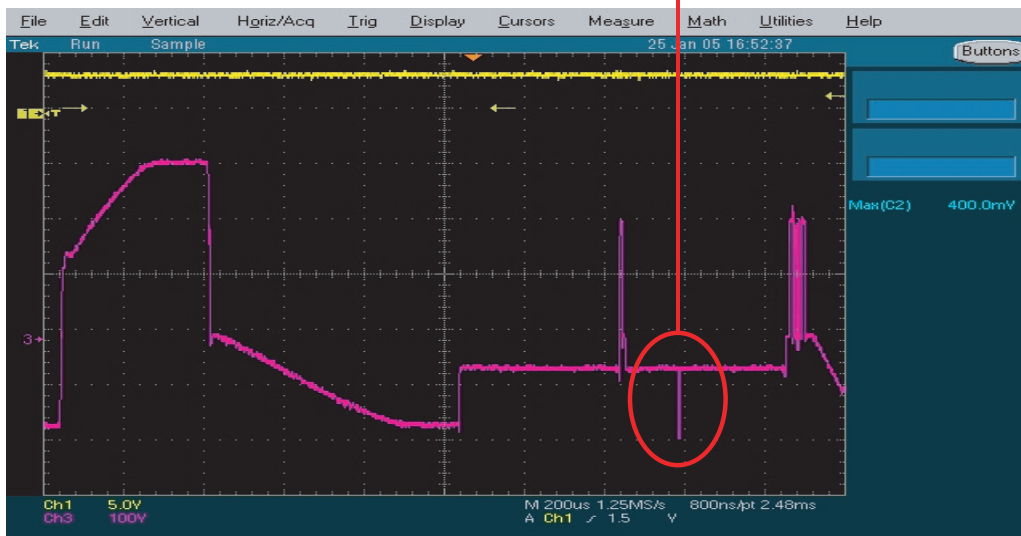 File Edit Vertical Horiz/Acq Trig Display Cursors Measure Math Utilities Help
Tek Run Sample 25 Jan 05 16:52:37
Buttons
1 T
Max(C2) 400.0mV
3
Ch1 5.0V M 200us 1.25MS/s 800ns/pt 2.48ms
Ch3 100V A Ch1 1.5 V